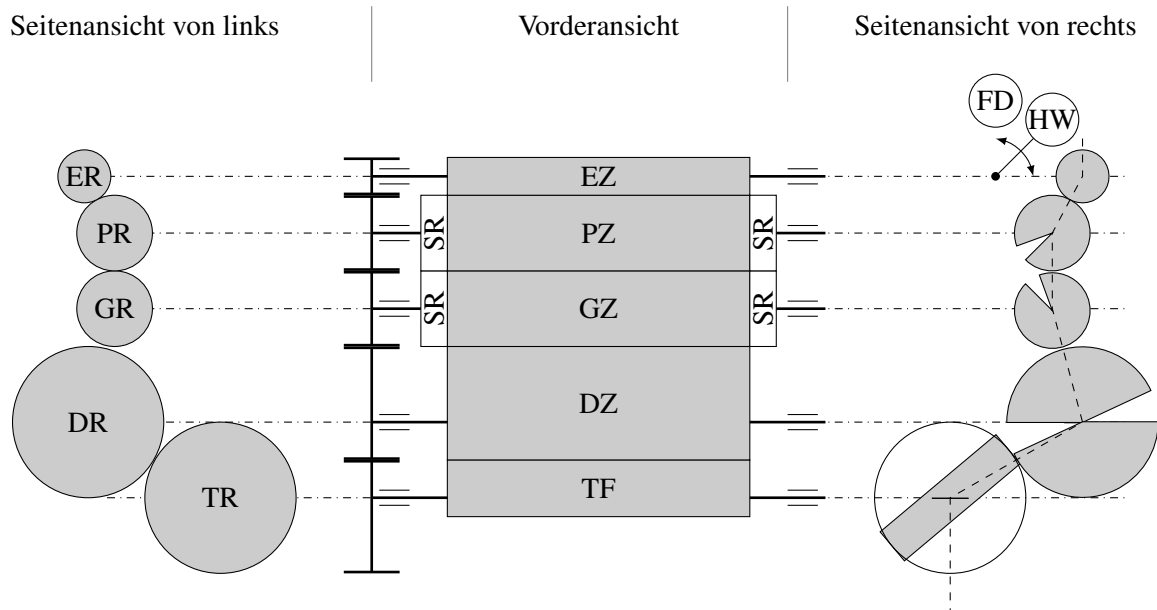 Seitenansicht von links
Vorderansicht
Seitenansicht von rechts
FD
HW
ER
EZ
PR
SR
PZ
SR
GR
SR
GZ
SR
DR
DZ
TR
TF